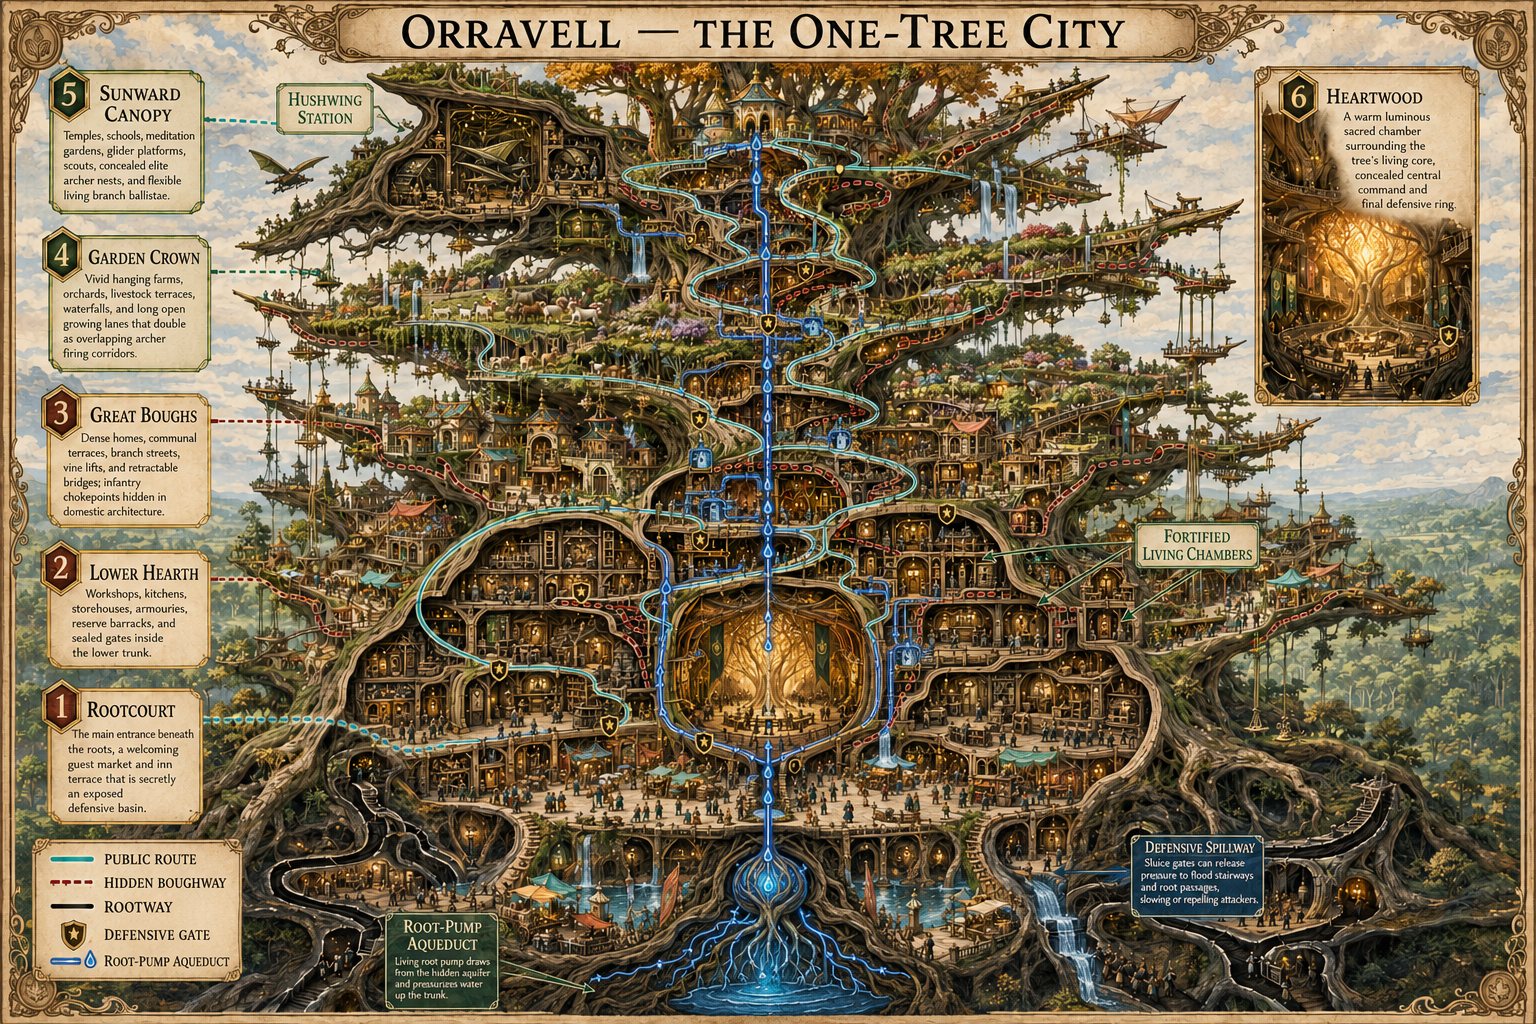 ORRAVELL — THE ONE-TREE CITY
5
SUNWARD
CANOPY
Temples, schools, meditation
gardens, glider platforms,
scouts, concealed elite
archer nests, and flexible
living branch ballistae.
HUSHWING
STATION
4
GARDEN CROWN
Vivid hanging farms,
orchards, livestock terraces,
waterfalls, and long open
growing lanes that double
as overlapping archer
firing corridors.
3
GREAT BOUGHS
Dense homes, communal
terraces, branch streets,
vine lifts, and retractable
bridges; infantry
chokepoints hidden in
domestic architecture.
2
LOWER HEARTH
Workshops, kitchens,
storehouses, armouries,
reserve barracks, and
sealed gates inside
the lower trunk.
1
ROOTCOURT
The main entrance beneath
the roots, a welcoming
guest market and inn
terrace that is secretly
an exposed
defensive basin.
PUBLIC ROUTE
HIDDEN BOUGHWAY
ROOTWAY
DEFENSIVE GATE
ROOT-PUMP AQUEDUCT
6
HEARTWOOD
A warm luminous
sacred chamber
surrounding the
tree's living core,
concealed central
command and
final defensive ring.
FORTIFIED
LIVING CHAMBERS
DEFENSIVE SPILLWAY
Sluice gates can release
pressure to flood stairways
and root passages,
slowing or repelling attackers.
ROOT-PUMP
AQUEDUCT
Living root pump draws
from the hidden aquifer
and pressurizes water
up the trunk.